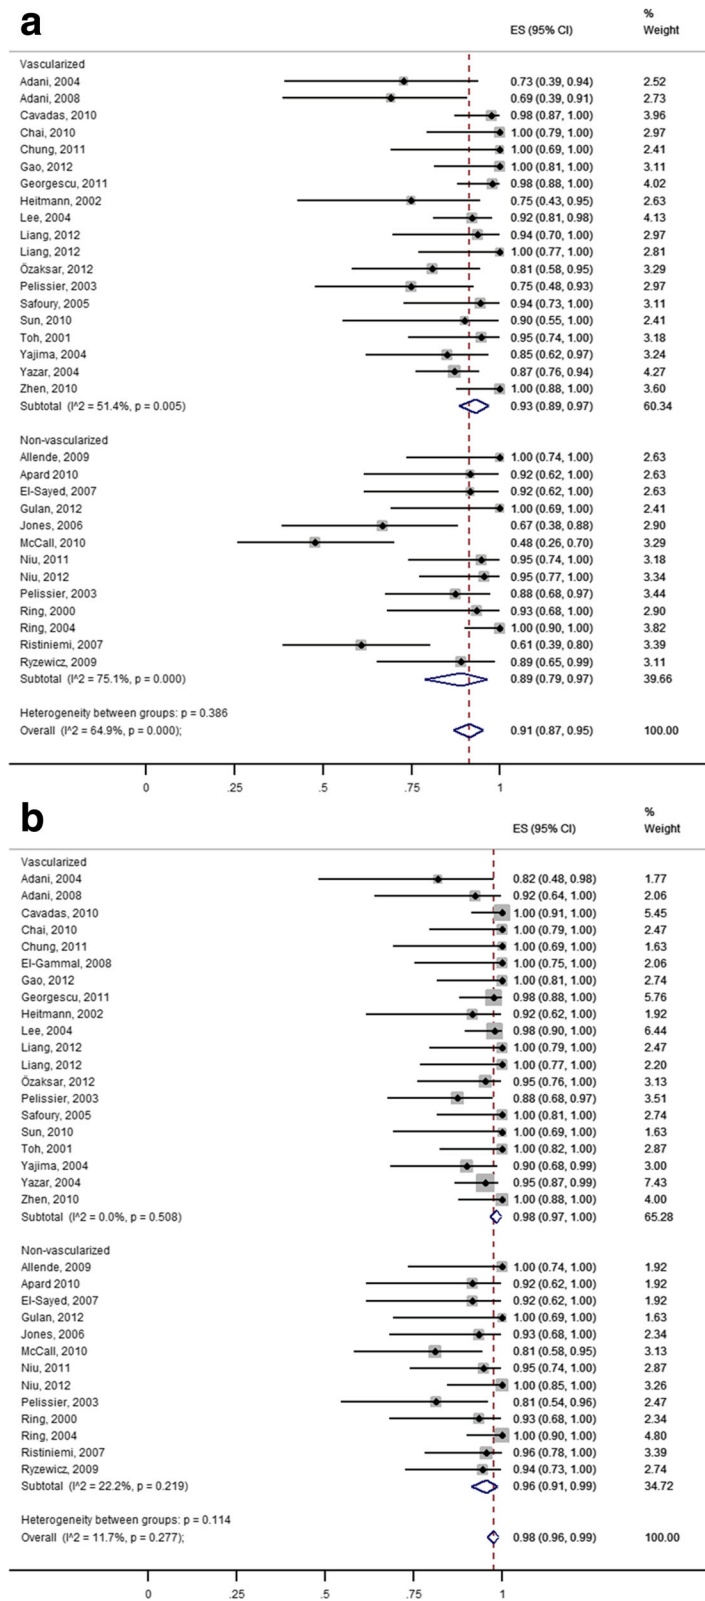 a
%
ES (95% CI) Weight
Vascularized
Adani, 2004 0.73 (0.39, 0.94) 2.52
Adani, 2008 0.69 (0.39, 0.91) 2.73
Cavadas, 2010 0.98 (0.87, 1.00) 3.96
Chai, 2010 1.00 (0.79, 1.00) 2.97
Chung, 2011 1.00 (0.69, 1.00) 2.41
Gao, 2012 1.00 (0.81, 1.00) 3.11
Georgescu, 2011 0.98 (0.88, 1.00) 4.02
Heitmann, 2002 0.75 (0.43, 0.95) 2.63
Lee, 2004 0.92 (0.81, 0.98) 4.13
Liang, 2012 0.94 (0.70, 1.00) 2.97
Liang, 2012 1.00 (0.77, 1.00) 2.81
Özaksar, 2012 0.81 (0.58, 0.95) 3.29
Pelissier, 2003 0.75 (0.48, 0.93) 2.97
Safoury, 2005 0.94 (0.73, 1.00) 3.11
Sun, 2010 0.90 (0.55, 1.00) 2.41
Toh, 2001 0.95 (0.74, 1.00) 3.18
Yajima, 2004 0.85 (0.62, 0.97) 3.24
Yazar, 2004 0.87 (0.76, 0.94) 4.27
Zhen, 2010 1.00 (0.88, 1.00) 3.60
Subtotal (I^2 = 51.4%, p = 0.005) 0.93 (0.89, 0.97) 60.34
Non-vascularized
Allende, 2009 1.00 (0.74, 1.00) 2.63
Apard 2010 0.92 (0.62, 1.00) 2.63
El-Sayed, 2007 0.92 (0.62, 1.00) 2.63
Gulan, 2012 1.00 (0.69, 1.00) 2.41
Jones, 2006 0.67 (0.38, 0.88) 2.90
McCall, 2010 0.48 (0.26, 0.70) 3.29
Niu, 2011 0.95 (0.74, 1.00) 3.18
Niu, 2012 0.95 (0.77, 1.00) 3.34
Pelissier, 2003 0.88 (0.68, 0.97) 3.44
Ring, 2000 0.93 (0.68, 1.00) 2.90
Ring, 2004 1.00 (0.90, 1.00) 3.82
Ristiniemi, 2007 0.61 (0.39, 0.80) 3.39
Ryzewicz, 2009 0.89 (0.65, 0.99) 3.11
Subtotal (I^2 = 75.1%, p = 0.000) 0.89 (0.79, 0.97) 39.66
Heterogeneity between groups: p = 0.386
Overall (I^2 = 64.9%, p = 0.000); 0.91 (0.87, 0.95) 100.00
0 .25 .5 .75 1
b
%
ES (95% CI) Weight
Vascularized
Adani, 2004 0.82 (0.48, 0.98) 1.77
Adani, 2008 0.92 (0.64, 1.00) 2.06
Cavadas, 2010 1.00 (0.91, 1.00) 5.45
Chai, 2010 1.00 (0.79, 1.00) 2.47
Chung, 2011 1.00 (0.69, 1.00) 1.63
El-Gammal, 2008 1.00 (0.75, 1.00) 2.06
Gao, 2012 1.00 (0.81, 1.00) 2.74
Georgescu, 2011 0.98 (0.88, 1.00) 5.76
Heitmann, 2002 0.92 (0.62, 1.00) 1.92
Lee, 2004 0.98 (0.90, 1.00) 6.44
Liang, 2012 1.00 (0.79, 1.00) 2.47
Liang, 2012 1.00 (0.77, 1.00) 2.20
Özaksar, 2012 0.95 (0.76, 1.00) 3.13
Pelissier, 2003 0.88 (0.68, 0.97) 3.51
Safoury, 2005 1.00 (0.81, 1.00) 2.74
Sun, 2010 1.00 (0.69, 1.00) 1.63
Toh, 2001 1.00 (0.82, 1.00) 2.87
Yajima, 2004 0.90 (0.68, 0.99) 3.00
Yazar, 2004 0.95 (0.87, 0.99) 7.43
Zhen, 2010 1.00 (0.88, 1.00) 4.00
Subtotal (I^2 = 0.0%, p = 0.508) 0.98 (0.97, 1.00) 65.28
Non-vascularized
Allende, 2009 1.00 (0.74, 1.00) 1.92
Apard 2010 0.92 (0.62, 1.00) 1.92
El-Sayed, 2007 0.92 (0.62, 1.00) 1.92
Gulan, 2012 1.00 (0.69, 1.00) 1.63
Jones, 2006 0.93 (0.68, 1.00) 2.34
McCall, 2010 0.81 (0.58, 0.95) 3.13
Niu, 2011 0.95 (0.74, 1.00) 2.87
Niu, 2012 1.00 (0.85, 1.00) 3.26
Pelissier, 2003 0.81 (0.54, 0.96) 2.47
Ring, 2000 0.93 (0.68, 1.00) 2.34
Ring, 2004 1.00 (0.90, 1.00) 4.80
Ristiniemi, 2007 0.96 (0.78, 1.00) 3.39
Ryzewicz, 2009 0.94 (0.73, 1.00) 2.74
Subtotal (I^2 = 22.2%, p = 0.219) 0.96 (0.91, 0.99) 34.72
Heterogeneity between groups: p = 0.114
Overall (I^2 = 11.7%, p = 0.277); 0.98 (0.96, 0.99) 100.00
0 .25 .5 .75 1